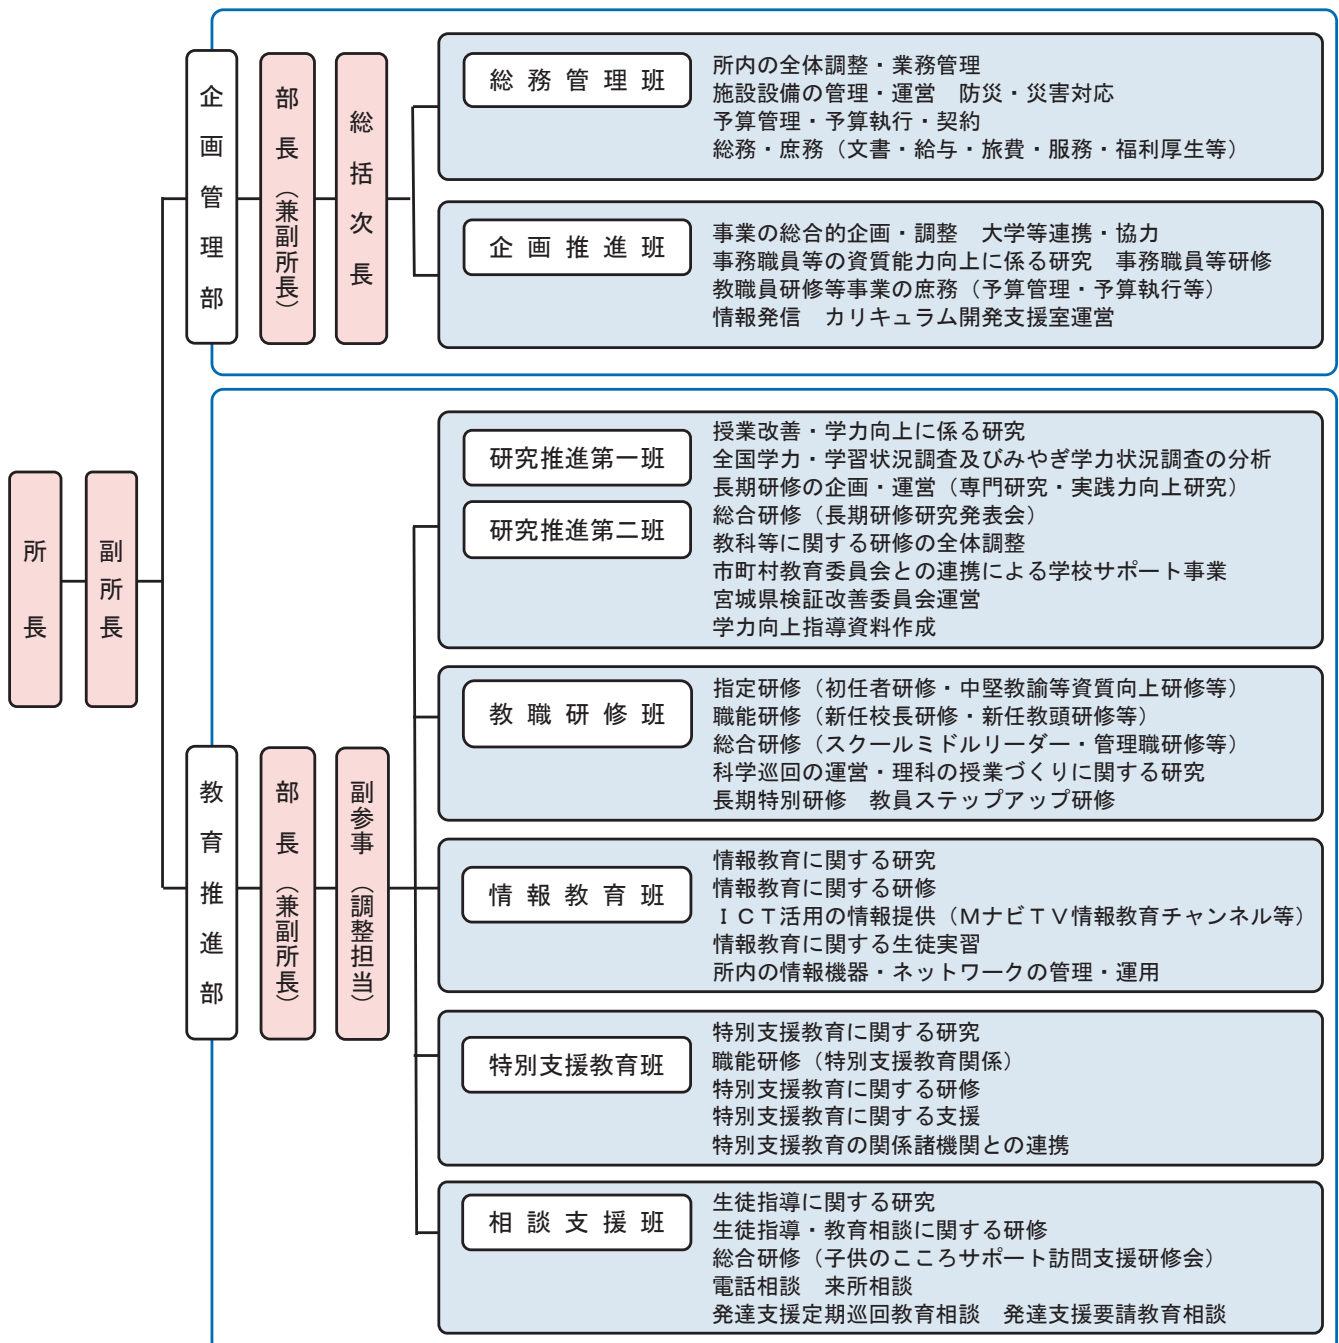 所長
副所長
企画管理部
部長（兼副所長）
総括次長
総務管理班
所内の全体調整・業務管理
施設設備の管理・運営　防災・災害対応
予算管理・予算執行・契約
総務・庶務（文書・給与・旅費・服務・福利厚生等）
企画推進班
事業の総合的企画・調整　大学等連携・協力
事務職員等の資質能力向上に係る研究　事務職員等研修
教職員研修等事業の庶務（予算管理・予算執行等）
情報発信　カリキュラム開発支援室運営
教育推進部
部長（兼副所長）
副参事（調整担当）
研究推進第一班
研究推進第二班
授業改善・学力向上に係る研究
全国学力・学習状況調査及びみやぎ学力状況調査の分析
長期研修の企画・運営（専門研究・実践力向上研究）
総合研修（長期研修研究発表会）
教科等に関する研修の全体調整
市町村教育委員会との連携による学校サポート事業
宮城県検証改善委員会運営
学力向上指導資料作成
教職研修班
指定研修（初任者研修・中堅教諭等資質向上研修等）
職能研修（新任校長研修・新任教頭研修等）
総合研修（スクールミドルリーダー・管理職研修等）
科学巡回の運営・理科の授業づくりに関する研究
長期特別研修　教員ステップアップ研修
情報教育班
情報教育に関する研究
情報教育に関する研修
ＩＣＴ活用の情報提供（ＭナビＴＶ情報教育チャンネル等）
情報教育に関する生徒実習
所内の情報機器・ネットワークの管理・運用
特別支援教育班
特別支援教育に関する研究
職能研修（特別支援教育関係）
特別支援教育に関する研修
特別支援教育に関する支援
特別支援教育の関係諸機関との連携
相談支援班
生徒指導に関する研究
生徒指導・教育相談に関する研修
総合研修（子供のこころサポート訪問支援研修会）
電話相談　来所相談
発達支援定期巡回教育相談　発達支援要請教育相談